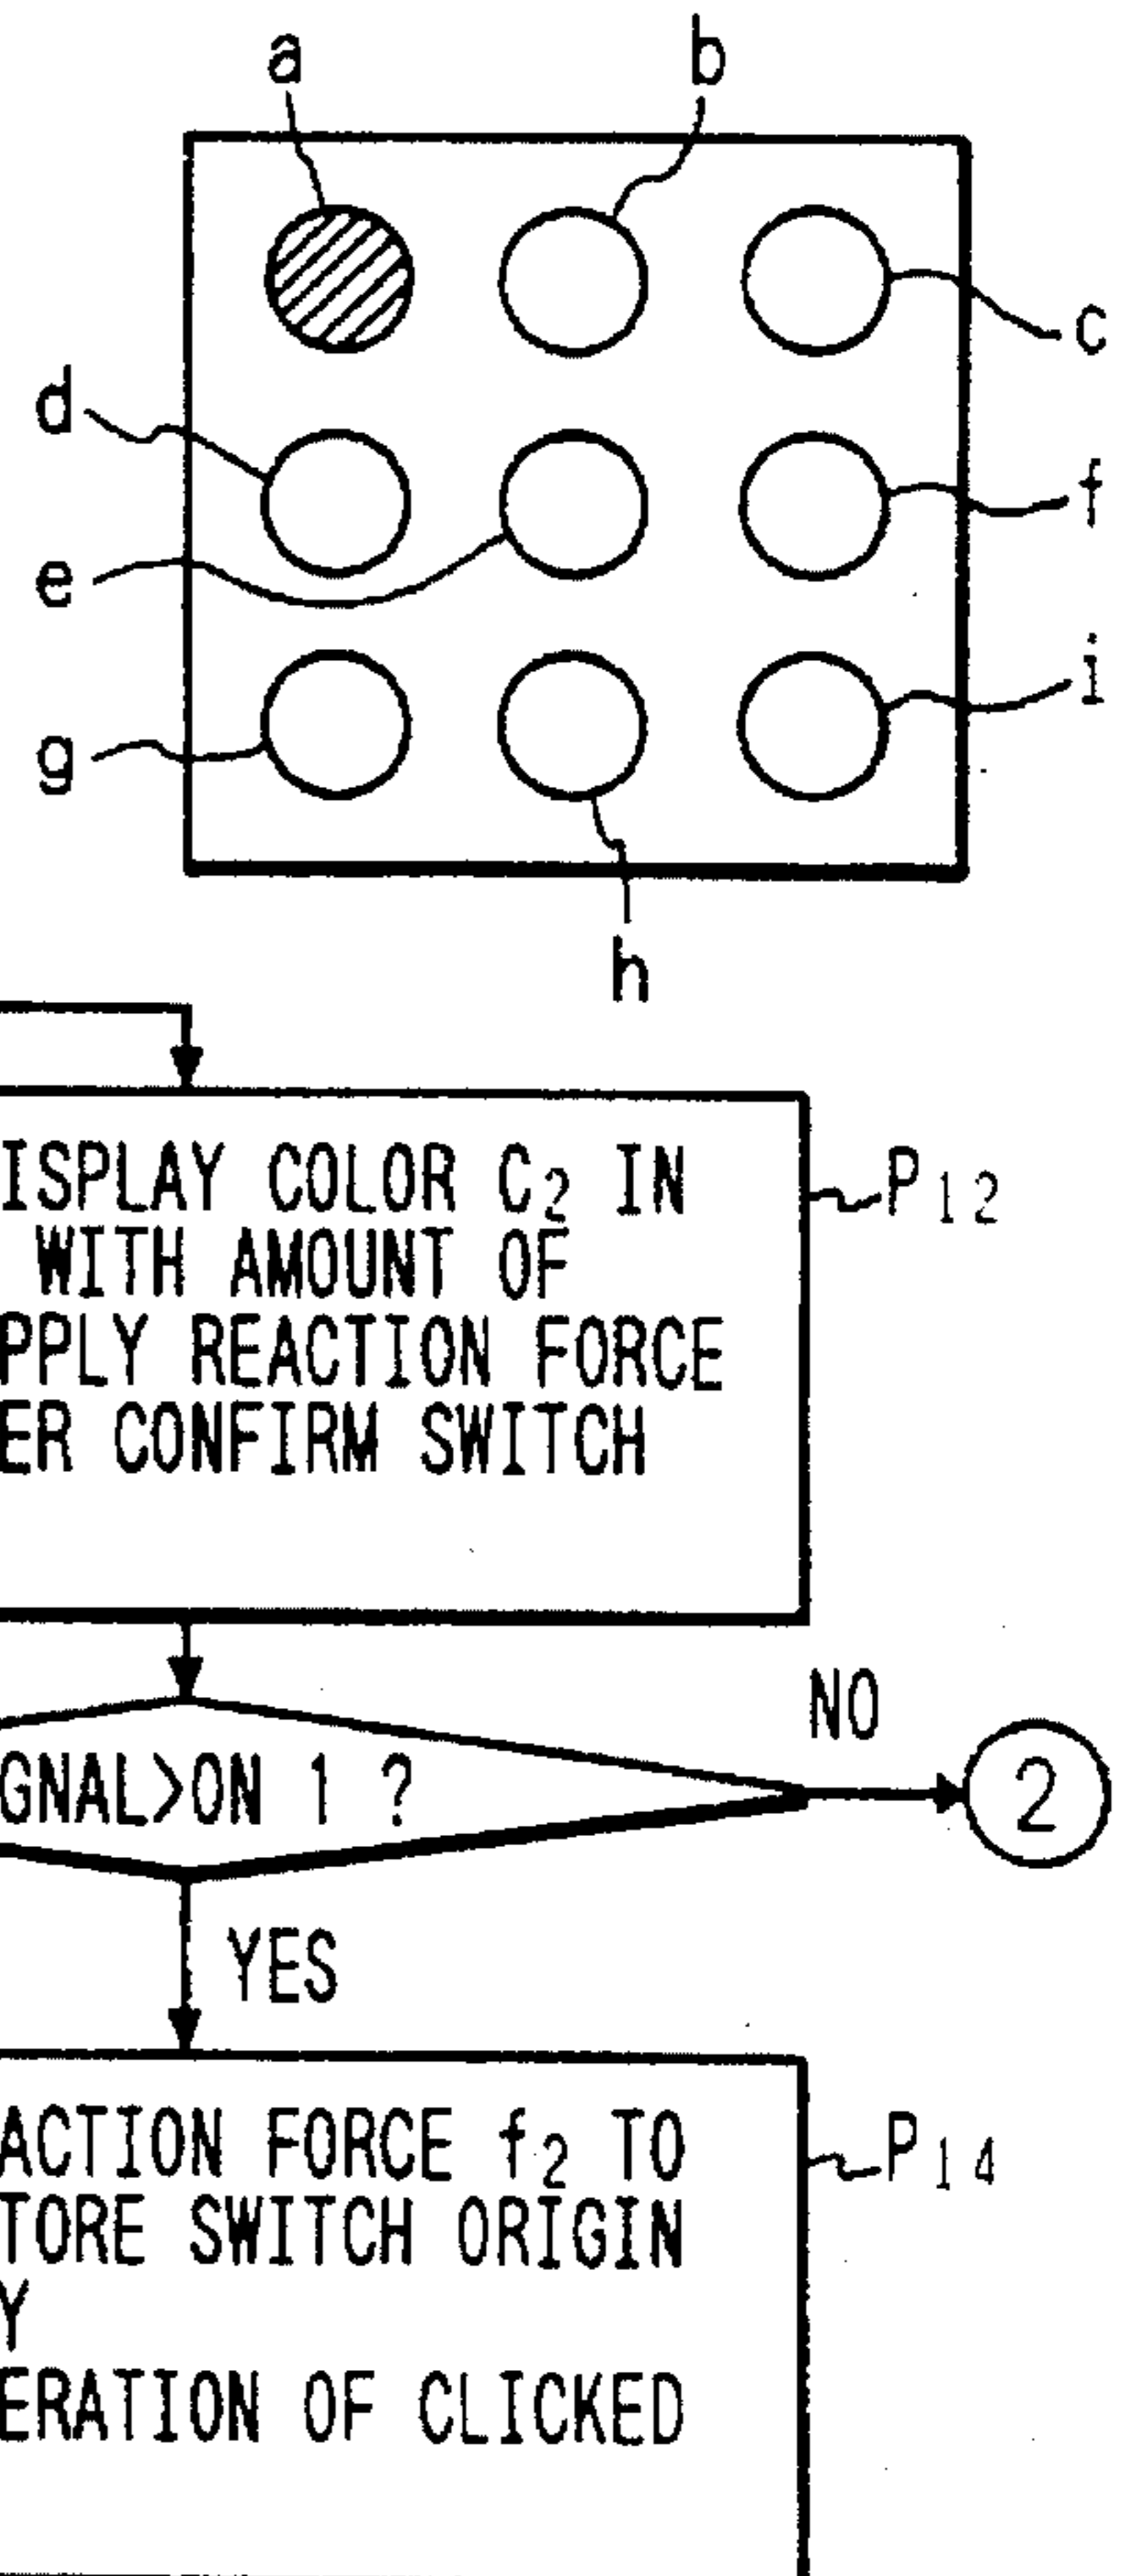 a b
c
d
f
e
i
g
h
ISPLAY COLOR C₂ IN
WITH AMOUNT OF
PPLY REACTION FORCE
ER CONFIRM SWITCH
P₁₂
NO
GNAL>ON 1 ?
2
YES
ACTION FORCE f₂ TO
TORE SWITCH ORIGIN
Y
ERATION OF CLICKED
P₁₄